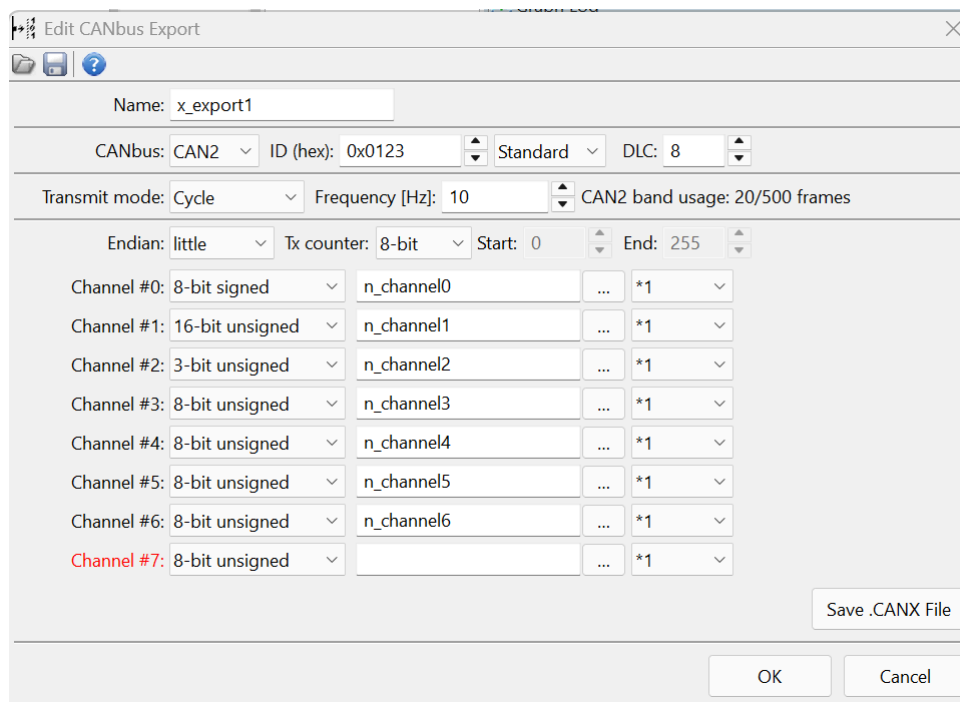 Edit CANbus Export
Name: x_export1
CANbus: CAN2 ID (hex): 0x0123 Standard DLC: 8
Transmit mode: Cycle Frequency [Hz]: 10 CAN2 band usage: 20/500 frames
Endian: little Tx counter: 8-bit Start: 0 End: 255
Channel #0: 8-bit signed n_channel0 ... *1
Channel #1: 16-bit unsigned n_channel1 ... *1
Channel #2: 3-bit unsigned n_channel2 ... *1
Channel #3: 8-bit unsigned n_channel3 ... *1
Channel #4: 8-bit unsigned n_channel4 ... *1
Channel #5: 8-bit unsigned n_channel5 ... *1
Channel #6: 8-bit unsigned n_channel6 ... *1
Channel #7: 8-bit unsigned ... *1
Save .CANX File
OK Cancel